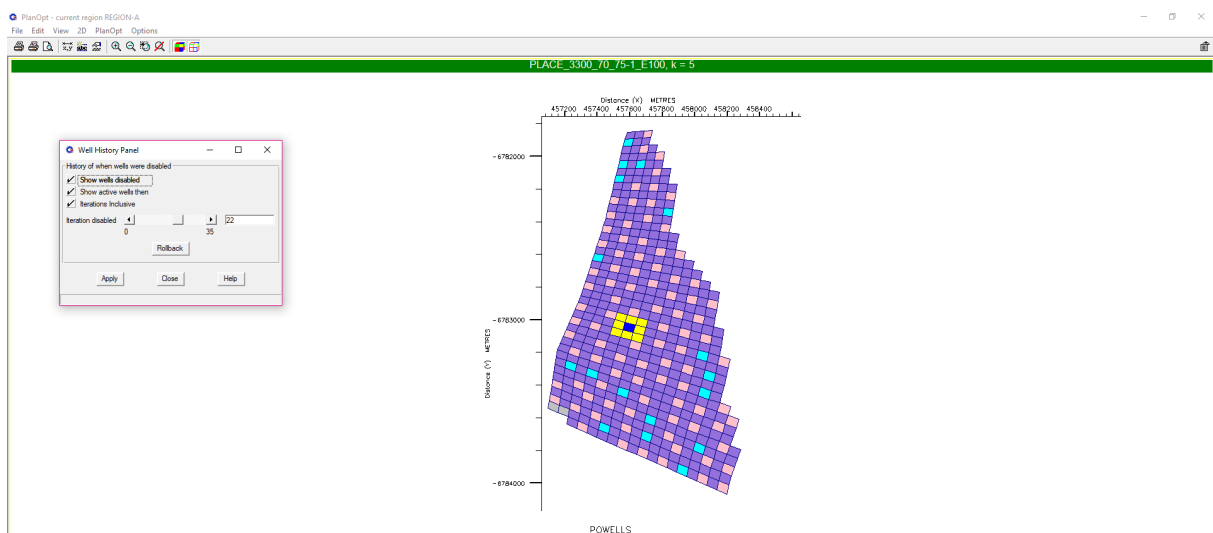 PlanOpt - current region REGION-A
File Edit View 2D PlanOpt Options
PLACE_3300_70_75-1_E100, k = 5
Distance (X) METRES
457200 457400 457600 457800 458000 458200 458400
Well History Panel
History of when wells were disabled
Show wells disabled
Show active wells then
Iterations Inclusive
Iteration disabled 22
0 35
Rollback
Apply Close Help
-6782000
-6783000
-6784000
Distance (Y) METRES
POWELLS